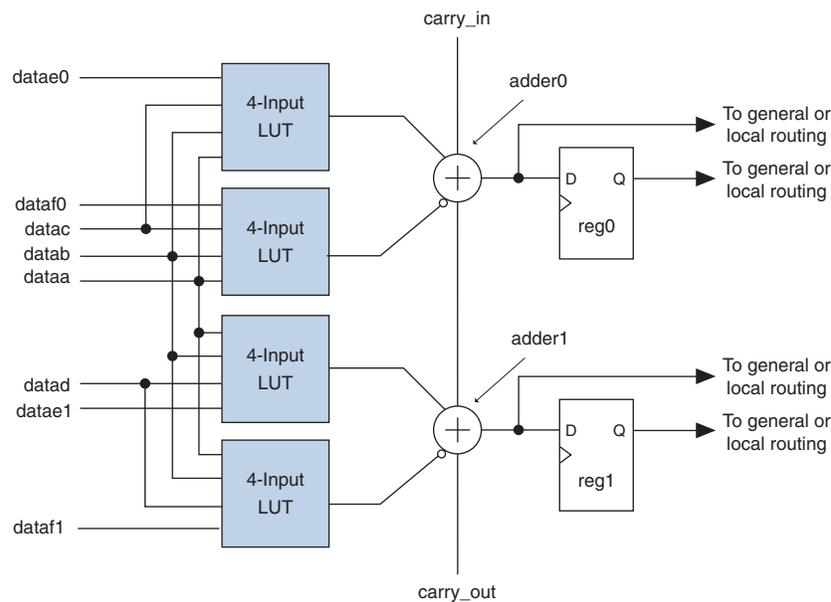 carry_in
adder0
datae0
4-Input
LUT
To general or
local routing
To general or
local routing
D
Q
reg0
dataf0
datac
datab
dataa
4-Input
LUT
adder1
4-Input
LUT
To general or
local routing
datad
datae1
To general or
local routing
D
Q
reg1
4-Input
LUT
dataf1
carry_out